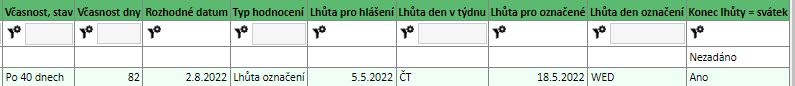 Včasnost, stav Včasnost dny Rozhodné datum Typ hodnocení Lhůta pro hlášení Lhůta den v týdnu Lhůta pro označené Lhůta den označení Konec lhůty = svátek
Nezadáno
Po 40 dnech 82 2.8.2022 Lhůta označení 5.5.2022 ČT 18.5.2022 WED Ano